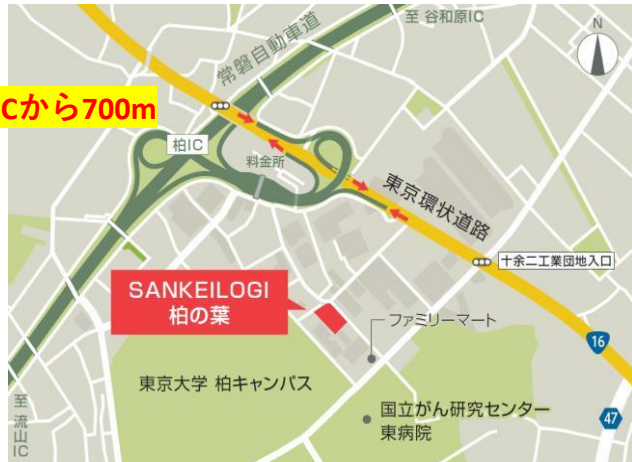 至 谷和原IC
N
常磐自動車道
Cから700m
柏IC
料金所
東京環状道路
十余二工業団地入口
SANKEILOGI
柏の葉
ファミリーマート
16
東京大学 柏キャンパス
国立がん研究センター
東病院
47
至 流山IC